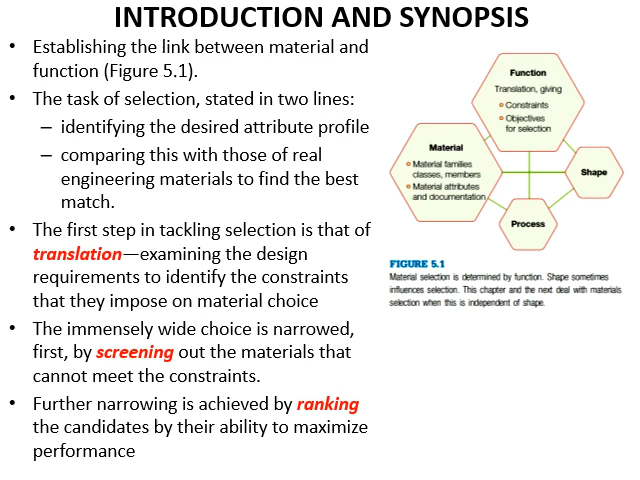 INTRODUCTION AND SYNOPSIS
• Establishing the link between material and
function (Figure 5.1).
• The task of selection, stated in two lines:
– identifying the desired attribute profile
– comparing this with those of real
engineering materials to find the best
match.
• The first step in tackling selection is that of
translation—examining the design
requirements to identify the constraints
that they impose on material choice
• The immensely wide choice is narrowed,
first, by screening out the materials that
cannot meet the constraints.
• Further narrowing is achieved by ranking
the candidates by their ability to maximize
performance
Function
Translation, giving
Constraints
Objectives
for selection
Material
Material families
classes, members
Material attributes
and documentation
Shape
Process
FIGURE 5.1
Material selection is determined by function. Shape sometimes
influences selection. This chapter and the next deal with materials
selection when this is independent of shape.